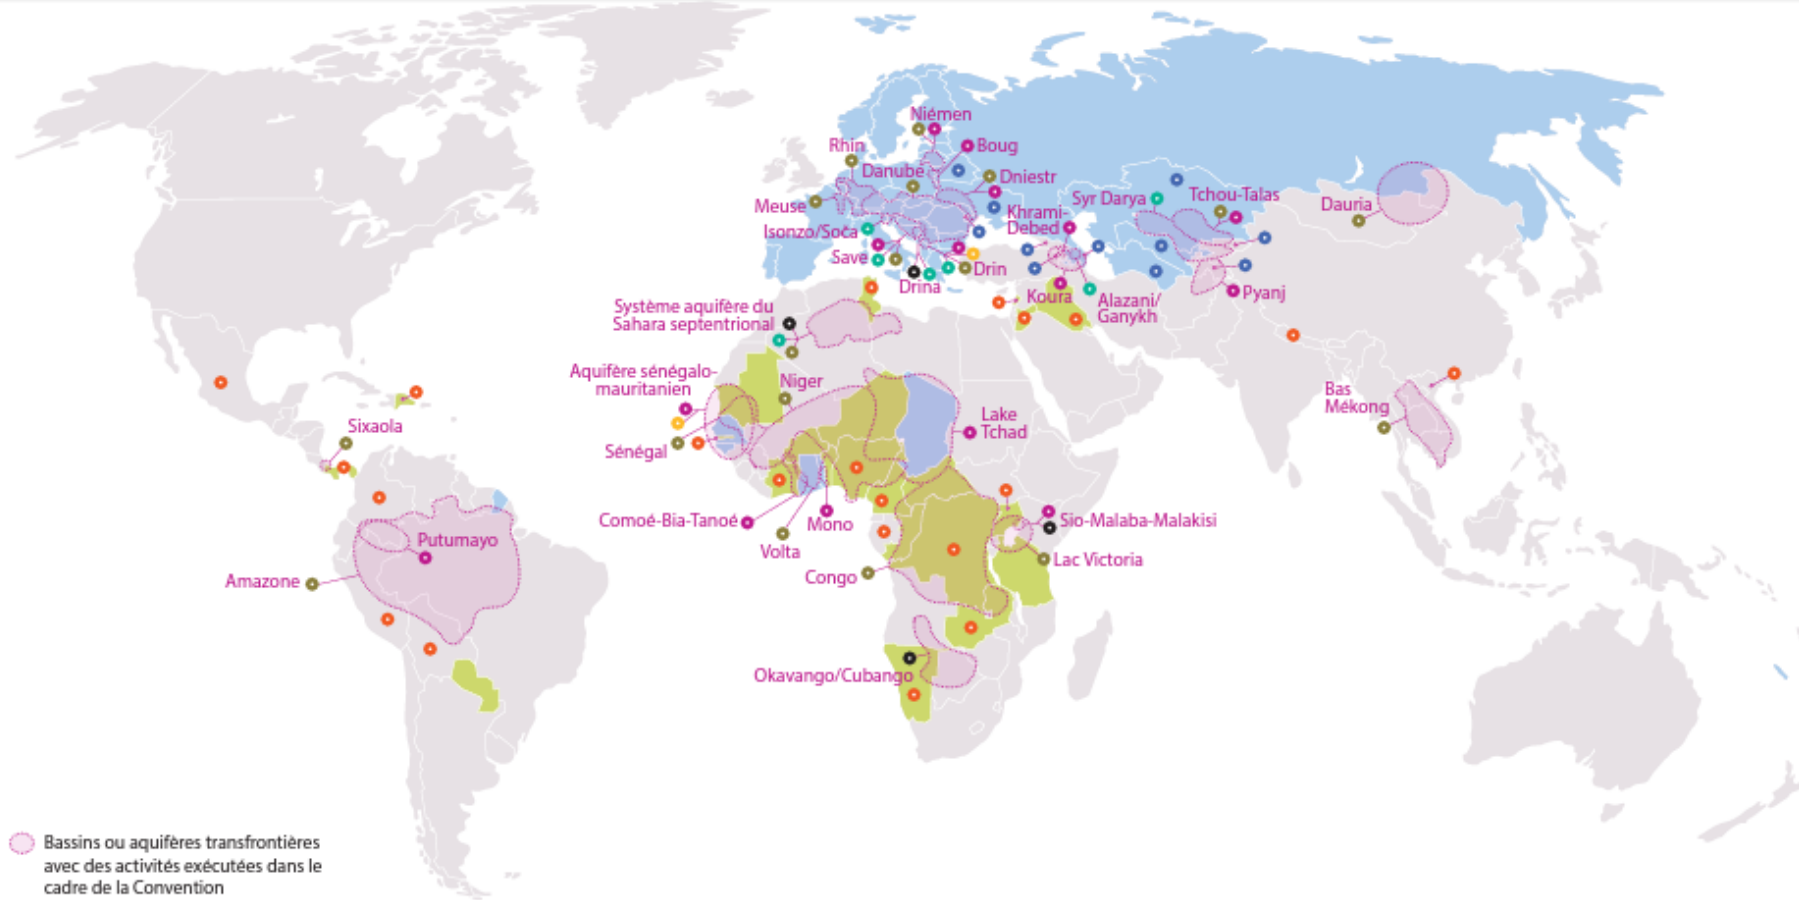 Niémen
Rhin
Boug
Danube
Dniestr
Meuse
Syr Darya
Tchou-Talas
Dauria
Isonzo/Soča
Khrami-
Debed
Save
Drin
Drina
Koura
Alazani/
Ganykh
Pyanj
Système aquifère du
Sahara septentrional
Aquifère sénégalo-
mauritanien
Niger
Bas
Mékong
Lake
Tchad
Sixaola
Sénégal
Comoé-Bia-Tanoé
Mono
Sio-Malaba-Malakisi
Volta
Putumayo
Lac Victoria
Congo
Amazone
Okavango/Cubango
Bassins ou aquifères transfrontières
avec des activités exécutées dans le
cadre de la Convention